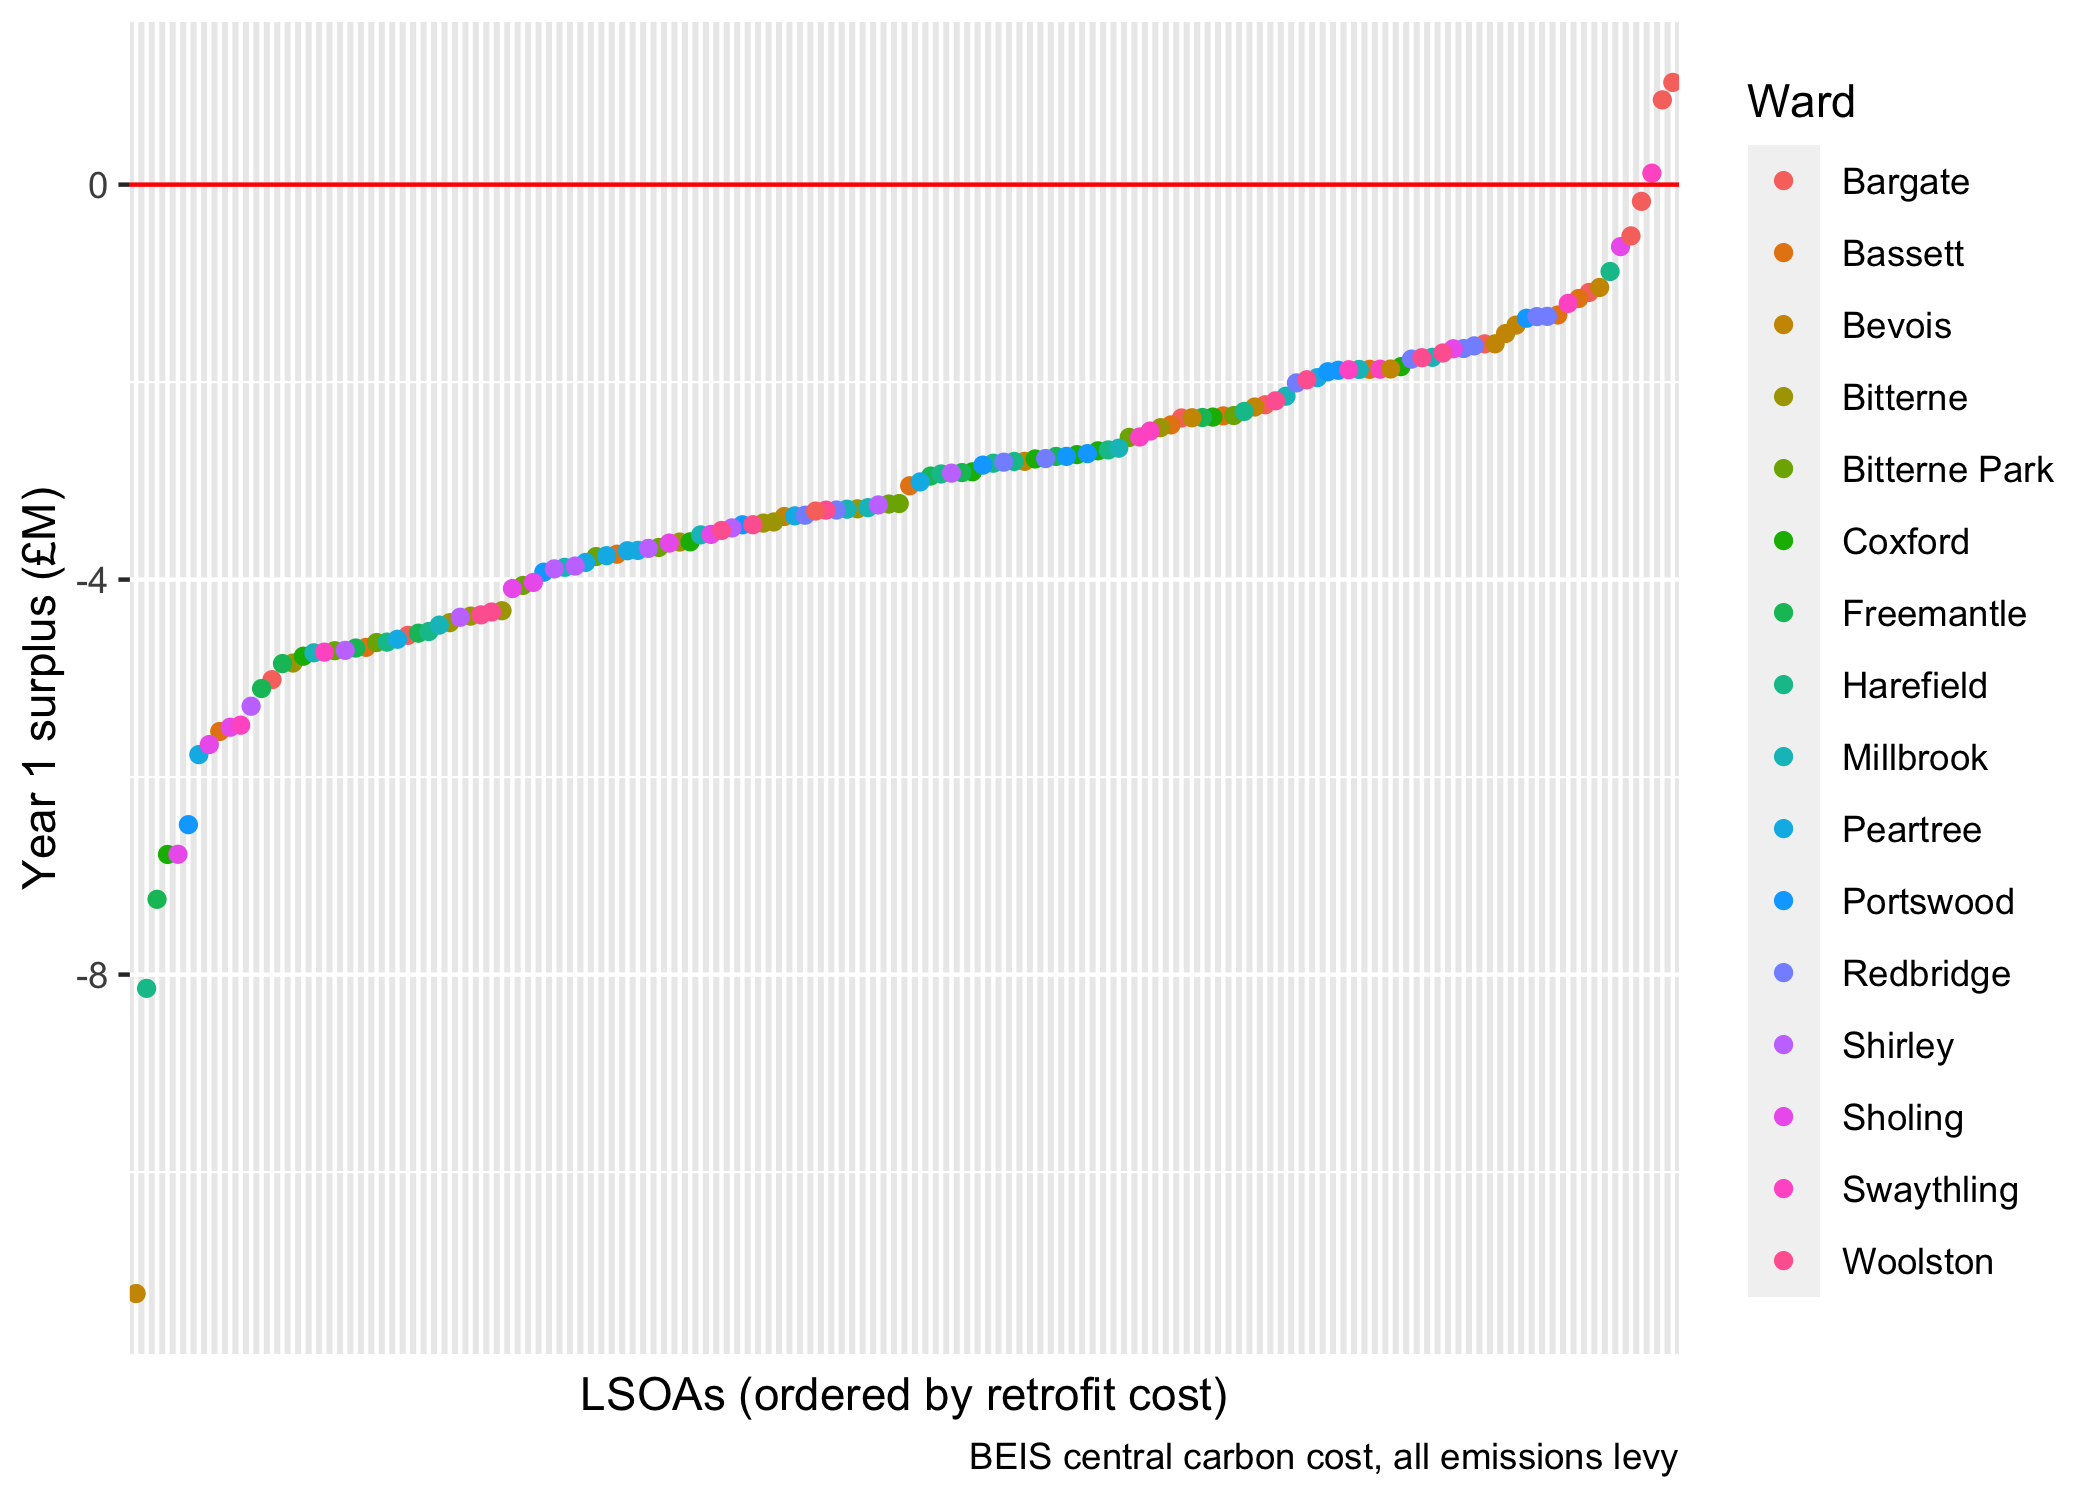 Year 1 surplus (£M)
0
-4
-8
LSOAs (ordered by retrofit cost)
BEIS central carbon cost, all emissions levy
Ward
Bargate
Bassett
Bevois
Bitterne
Bitterne Park
Coxford
Freemantle
Harefield
Millbrook
Peartree
Portswood
Redbridge
Shirley
Sholing
Swaythling
Woolston